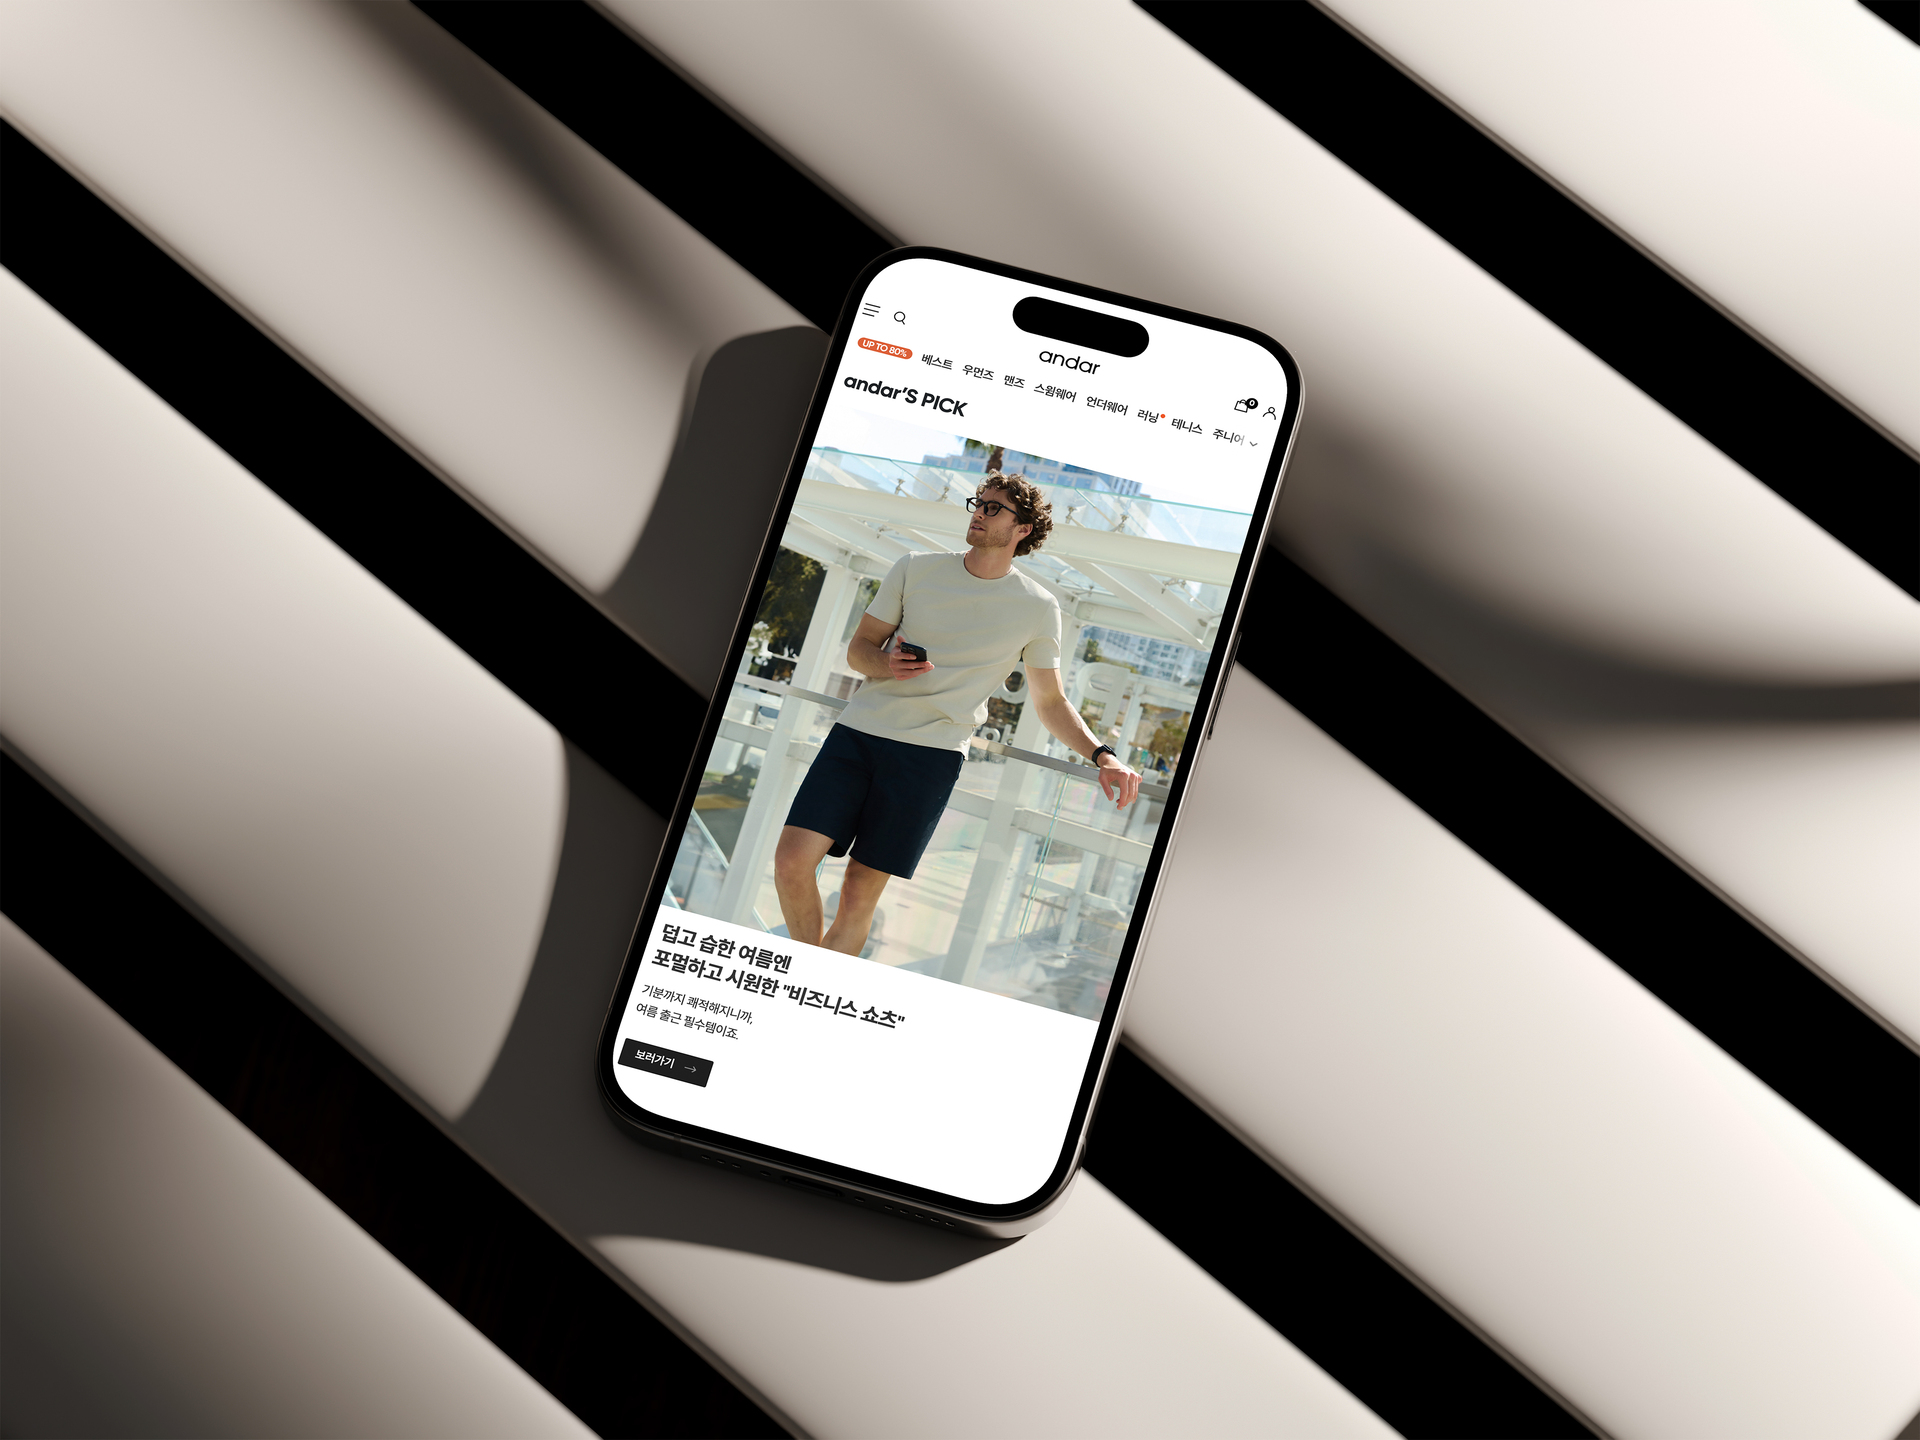 andar
0
UP TO 80% 베스트 우먼즈 맨즈 스윔웨어 언더웨어 러닝 테니스 주니어
andar'S PICK
덥고 습한 여름엔
포멀하고 시원한 "비즈니스 쇼츠"
기분까지 쾌적해지니까,
여름 출근 필수템이죠.
보러가기 →